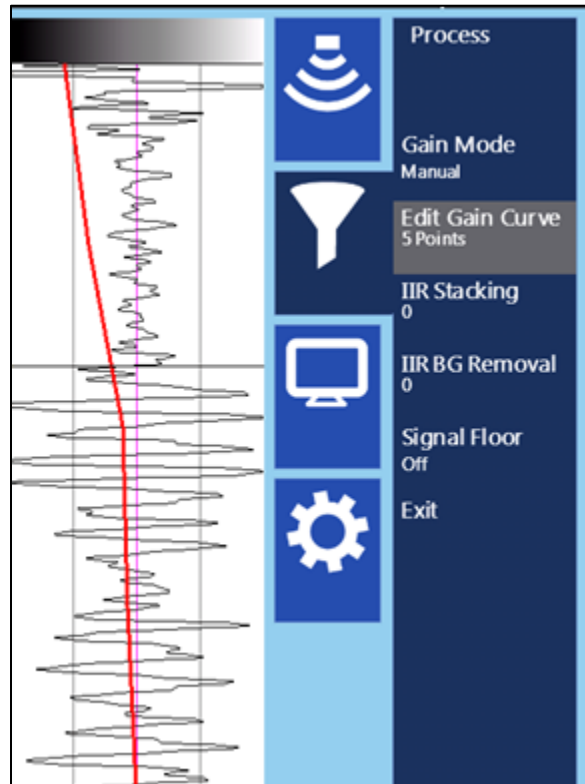 Process
Gain Mode
Manual
Edit Gain Curve
5 Points
IIR Stacking
0
IIR BG Removal
0
Signal Floor
Off
Exit